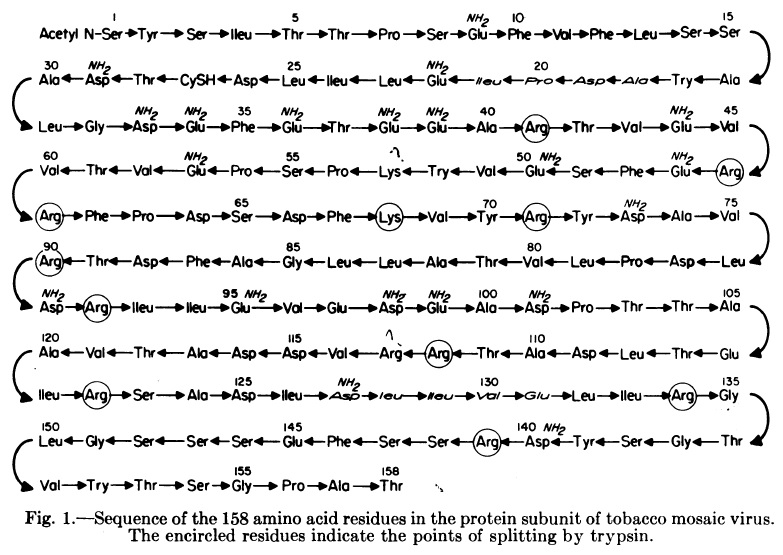 1 5 NH2 10 15
Acetyl N-Ser→Tyr→Ser→Ileu→Thr→Thr→Pro→Ser→Glu→Phe→Val→Phe→Leu→Ser→Ser
30 NH2 25 NH2 20
Ala←Asp←Thr←CySH←Asp←Leu←Ileu←Leu←Glu←Ileu←Pro←Asp←Ala←Try←Ala
NH2 NH2 35 NH2 NH2 NH2 40 NH2 45
Leu→Gly→Asp→Glu→Phe→Glu→Thr→Glu→Glu→Ala→Arg→Thr→Val→Glu→Val
60 NH2 55 ? 50 NH2 NH2
Val←Thr←Val←Glu←Pro←Ser←Pro←Lys←Try←Val←Glu←Ser←Phe←Glu←Arg
65 70 NH2 75
Arg→Phe→Pro→Asp→Ser→Asp→Phe→Lys→Val→Tyr→Arg→Tyr→Asp→Ala→Val
90 85 80
Arg←Thr←Asp←Phe←Ala←Gly←Leu←Leu←Ala←Thr←Val←Leu←Pro←Asp←Leu
NH2 95 NH2 NH2 NH2 100 NH2 105
Asp→Arg→Ileu→Ileu→Glu→Val→Glu→Asp→Glu→Ala→Asp→Pro→Thr→Thr→Ala
120 115 ? 110
Ala←Val←Thr←Ala←Asp←Asp←Val←Arg←Arg←Thr←Ala←Asp←Leu←Thr←Glu
125 NH2 130 135
Ileu→Arg→Ser→Ala→Asp→Ileu→Asp→Leu→Ileu→Val→Glu→Leu→Ileu→Arg→Gly
150 145 140 NH2
Leu←Gly←Ser←Ser←Ser←Glu←Phe←Ser←Ser←Arg←Asp←Tyr←Ser←Gly←Thr
155 158
Val→Try→Thr→Ser→Gly→Pro→Ala→Thr
Fig. 1.—Sequence of the 158 amino acid residues in the protein subunit of tobacco mosaic virus.
The encircled residues indicate the points of splitting by trypsin.